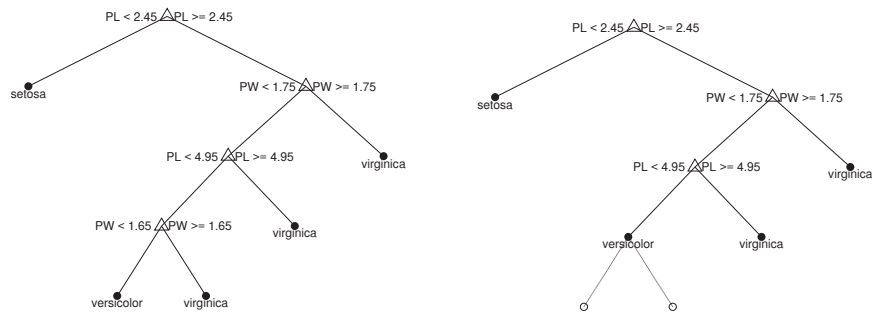 PL < 2.45 PL >= 2.45
setosa
PW < 1.75 PW >= 1.75
PL < 4.95 PL >= 4.95
virginica
PW < 1.65 PW >= 1.65
virginica
versicolor virginica
PL < 2.45 PL >= 2.45
setosa
PW < 1.75 PW >= 1.75
PL < 4.95 PL >= 4.95
virginica
versicolor virginica